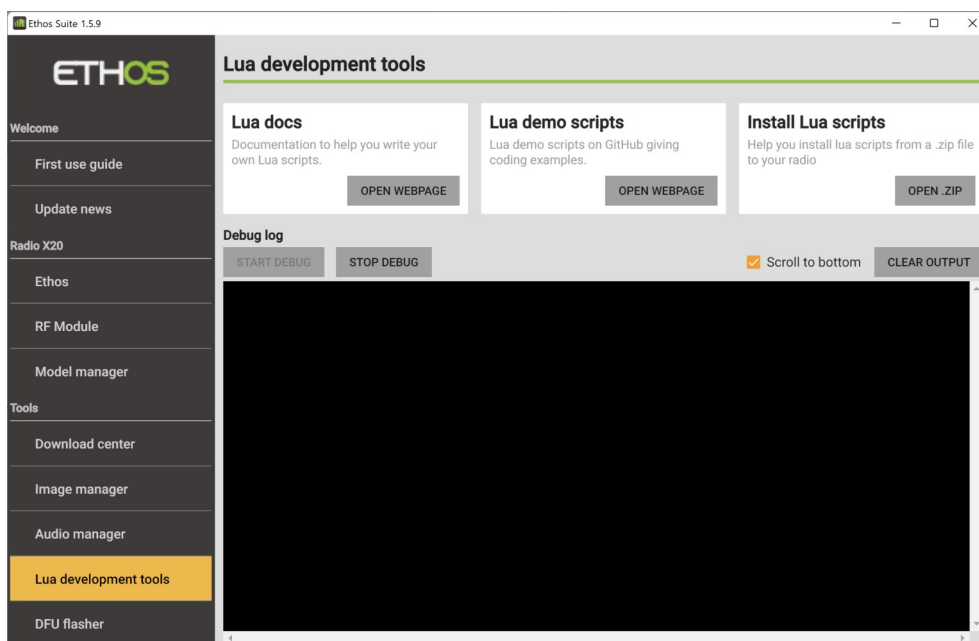 Ethos Suite 1.5.9
ETHOS
Welcome
First use guide
Update news
Radio X20
Ethos
RF Module
Model manager
Tools
Download center
Image manager
Audio manager
Lua development tools
DFU flasher
Lua development tools
Lua docs
Documentation to help you write your
own Lua scripts.
OPEN WEBPAGE
Lua demo scripts
Lua demo scripts on GitHub giving
coding examples.
OPEN WEBPAGE
Install Lua scripts
Help you install lua scripts from a .zip file
to your radio
OPEN .ZIP
Debug log
START DEBUG
STOP DEBUG
Scroll to bottom
CLEAR OUTPUT